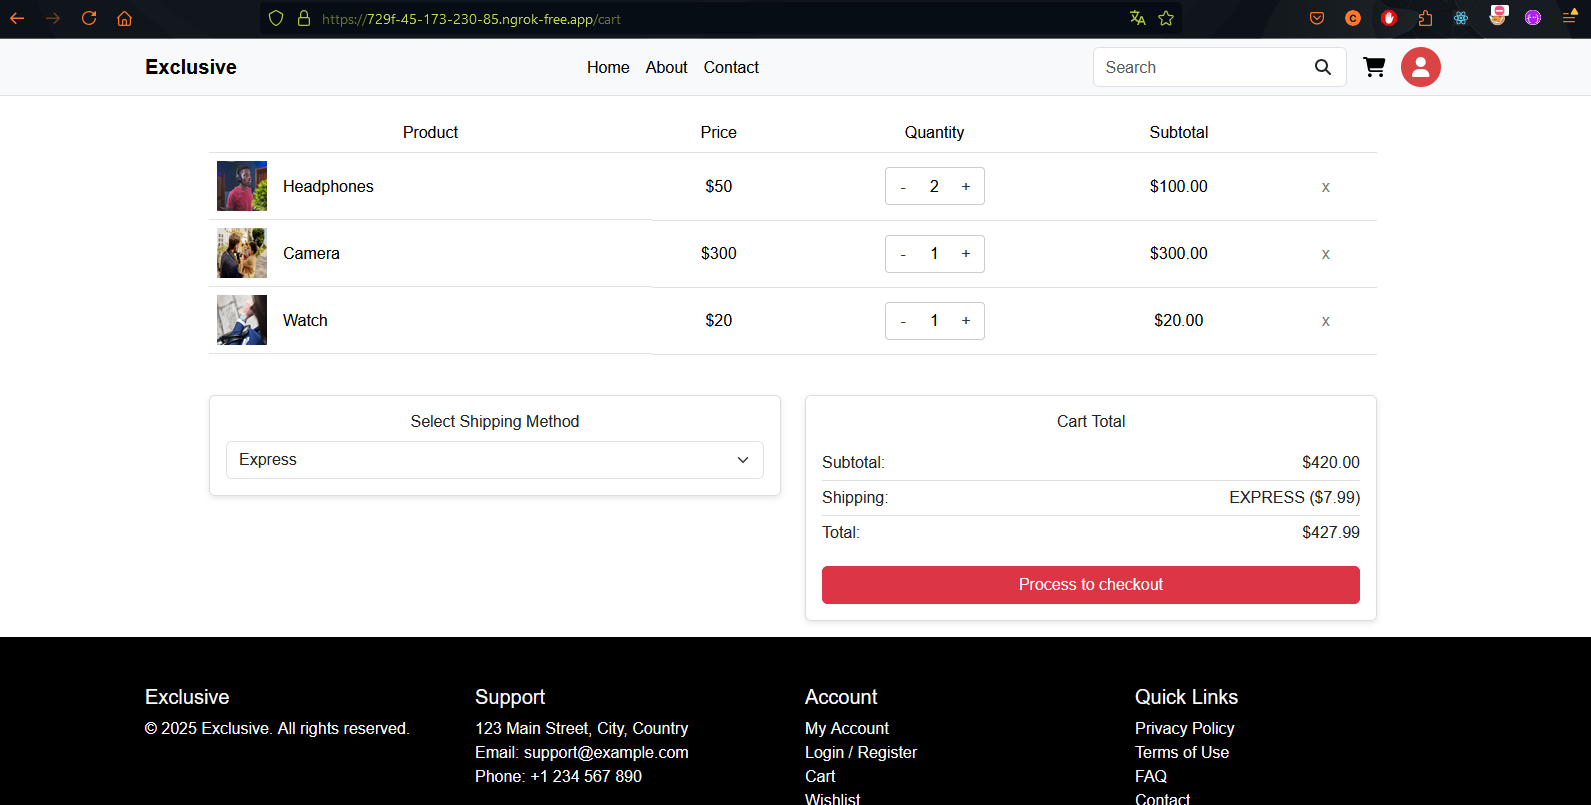 https://729f-45-173-230-85.ngrok-free.app/cart
Exclusive Home About Contact Search
Product Price Quantity Subtotal
Headphones $50 - 2 + $100.00 x
Camera $300 - 1 + $300.00 x
Watch $20 - 1 + $20.00 x
Select Shipping Method
Express
Cart Total
Subtotal: $420.00
Shipping: EXPRESS ($7.99)
Total: $427.99
Process to checkout
Exclusive
© 2025 Exclusive. All rights reserved.
Support
123 Main Street, City, Country
Email: support@example.com
Phone: +1 234 567 890
Account
My Account
Login / Register
Cart
Wishlist
Quick Links
Privacy Policy
Terms of Use
FAQ
Contact